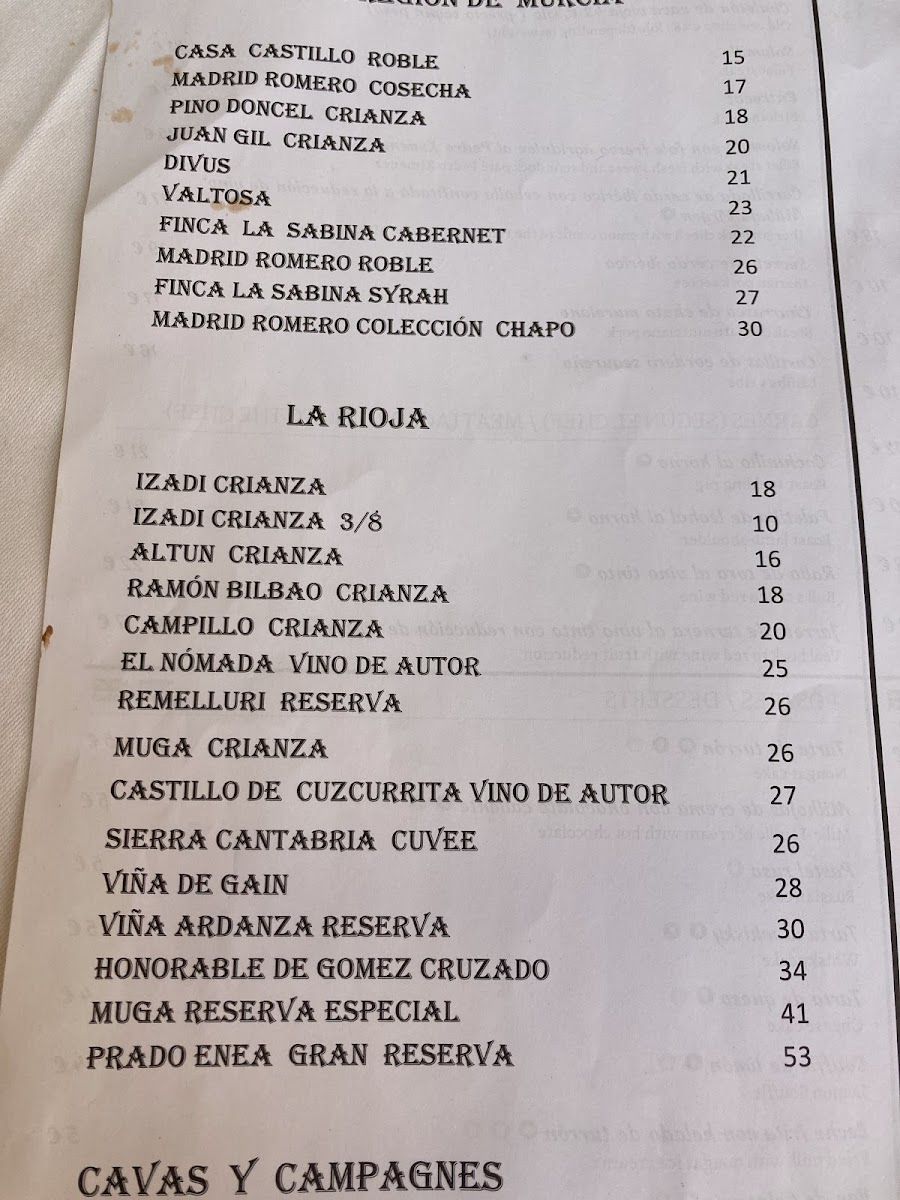 REGIÓN DE MURCIA
CASA CASTILLO ROBLE 15
MADRID ROMERO COSECHA 17
PINO DONCEL CRIANZA 18
JUAN GIL CRIANZA 20
DIVUS 21
VALTOSA 23
FINCA LA SABINA CABERNET 22
MADRID ROMERO ROBLE 26
FINCA LA SABINA SYRAH 27
MADRID ROMERO COLECCIÓN CHAPO 30
LA RIOJA
IZADI CRIANZA 18
IZADI CRIANZA 3/8 10
ALTUN CRIANZA 16
RAMÓN BILBAO CRIANZA 18
CAMPILLO CRIANZA 20
EL NÓMADA VINO DE AUTOR 25
REMELLURI RESERVA 26
MUGA CRIANZA 26
CASTILLO DE CUZCURRITA VINO DE AUTOR 27
SIERRA CANTABRIA CUVEE 26
VIÑA DE GAIN 28
VIÑA ARDANZA RESERVA 30
HONORABLE DE GOMEZ CRUZADO 34
MUGA RESERVA ESPECIAL 41
PRADO ENEA GRAN RESERVA 53
CAVAS Y CAMPAGNES